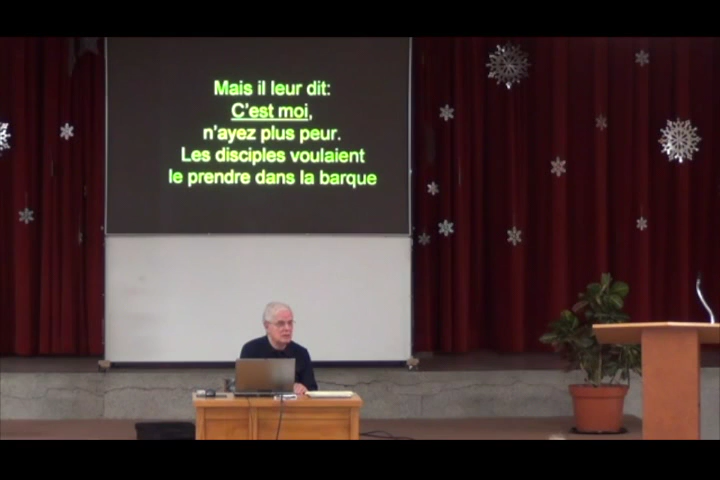 Mais il leur dit:
C'est moi,
n'ayez plus peur.
Les disciples voulaient
le prendre dans la barque